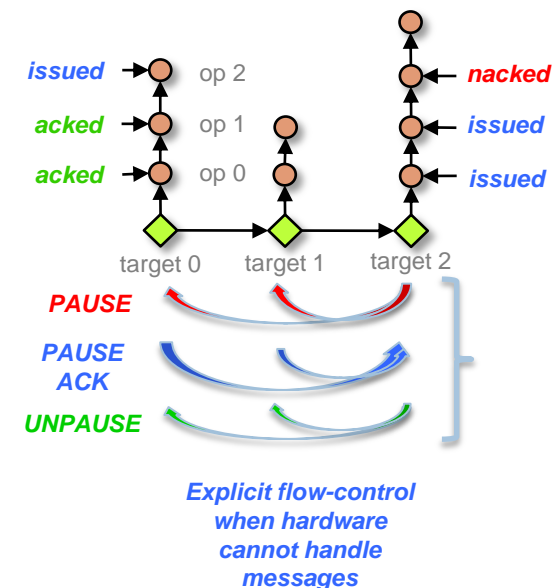 issued op 2 nacked
acked op 1 issued
acked op 0 issued
target 0 target 1 target 2
PAUSE
PAUSE
ACK
UNPAUSE
Explicit flow-control
when hardware
cannot handle
messages